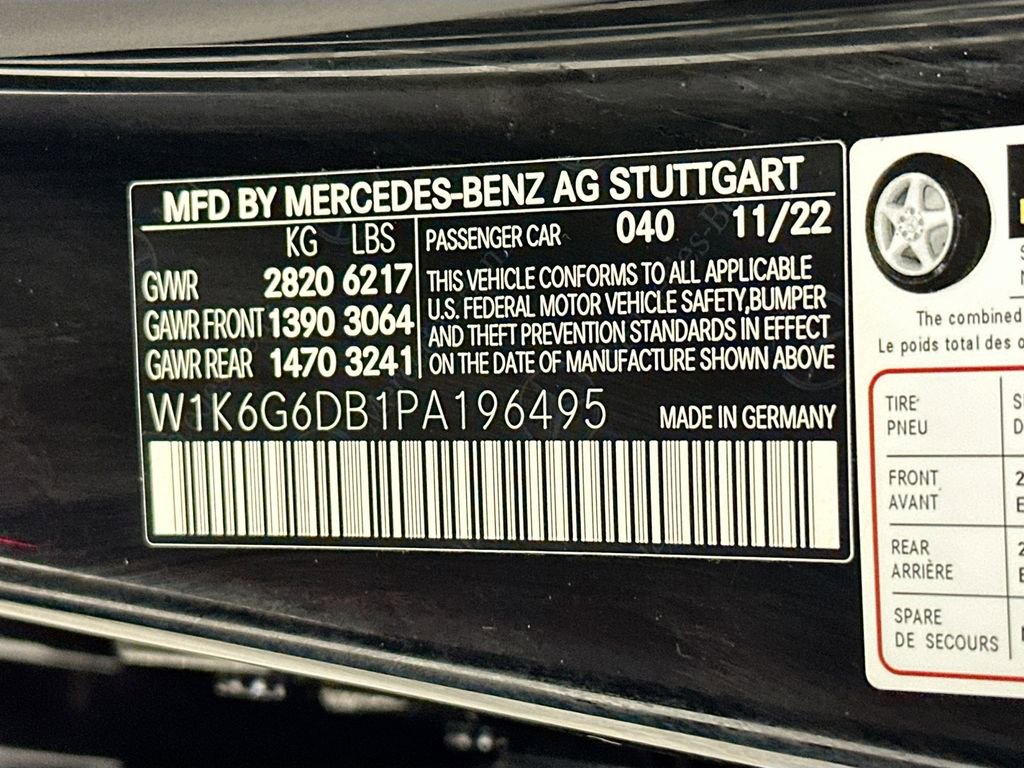 MFD BY MERCEDES-BENZ AG STUTTGART
KG LBS
GVWR 2820 6217
GAWR FRONT 1390 3064
GAWR REAR 1470 3241
PASSENGER CAR 040 11/22
THIS VEHICLE CONFORMS TO ALL APPLICABLE
U.S. FEDERAL MOTOR VEHICLE SAFETY,BUMPER
AND THEFT PREVENTION STANDARDS IN EFFECT
ON THE DATE OF MANUFACTURE SHOWN ABOVE
W1K6G6DB1PA196495 MADE IN GERMANY
The combined
Le poids total des
TIRE
PNEU
FRONT
AVANT
REAR
ARRIÈRE
SPARE
DE SECOURS